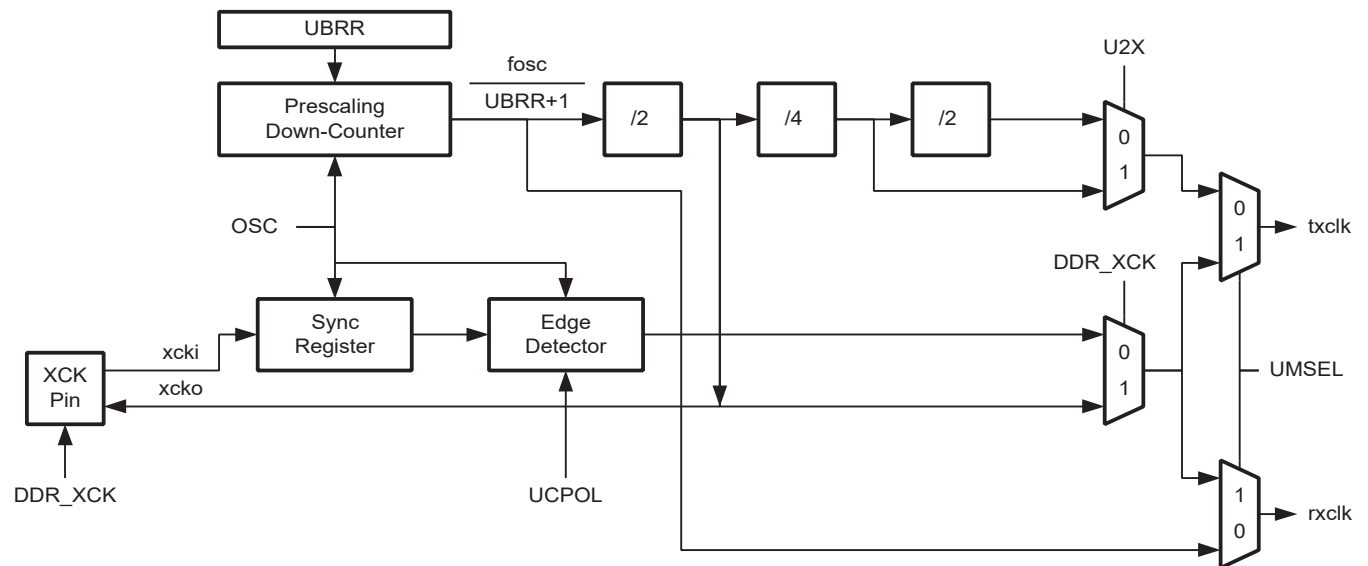 UBRR
U2X
fosc
UBRR+1
Prescaling
Down-Counter
/2
/4
/2
0
1
0
1
txclk
OSC
DDR_XCK
Sync
Register
Edge
Detector
xcki
0
1
UMSEL
XCK
Pin
xcko
DDR_XCK
UCPOL
1
0
rxclk